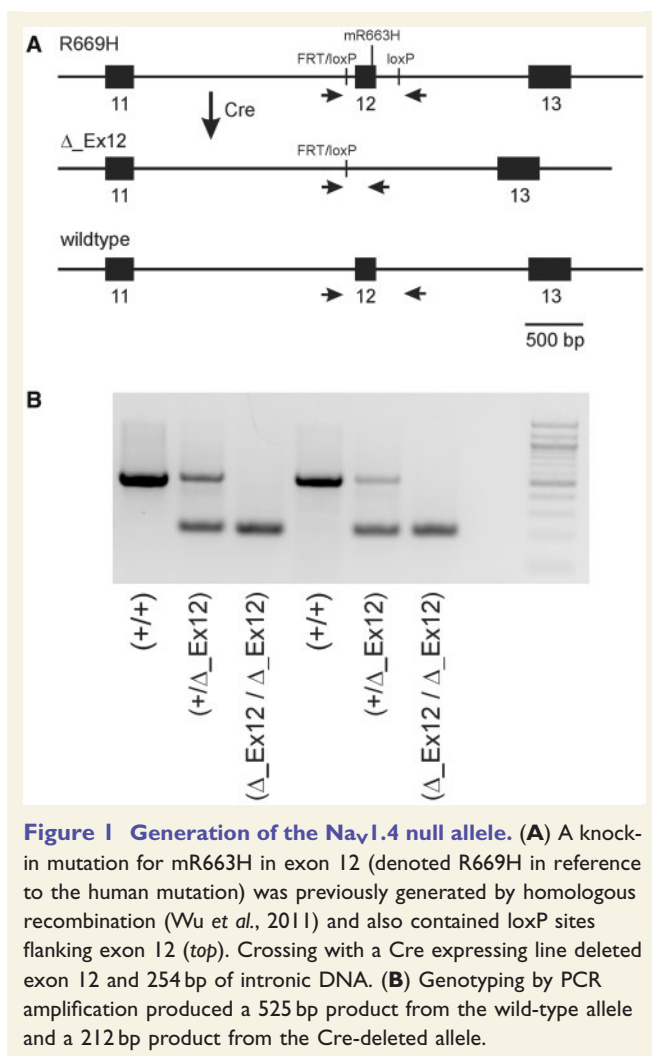 A
R669H
mR663H
FRT/loxP
loxP
11
12
13
Cre
Δ_Ex12
FRT/loxP
11
13
wildtype
11
12
13
500 bp
B
(+/+)
(+/Δ_Ex12)
(Δ_Ex12 / Δ_Ex12)
(+/+)
(+/Δ_Ex12)
(Δ_Ex12 / Δ_Ex12)
Figure 1 Generation of the Nav1.4 null allele. (A) A knock-
in mutation for mR663H in exon 12 (denoted R669H in reference
to the human mutation) was previously generated by homologous
recombination (Wu et al., 2011) and also contained loxP sites
flanking exon 12 (top). Crossing with a Cre expressing line deleted
exon 12 and 254 bp of intronic DNA. (B) Genotyping by PCR
amplification produced a 525 bp product from the wild-type allele
and a 212 bp product from the Cre-deleted allele.